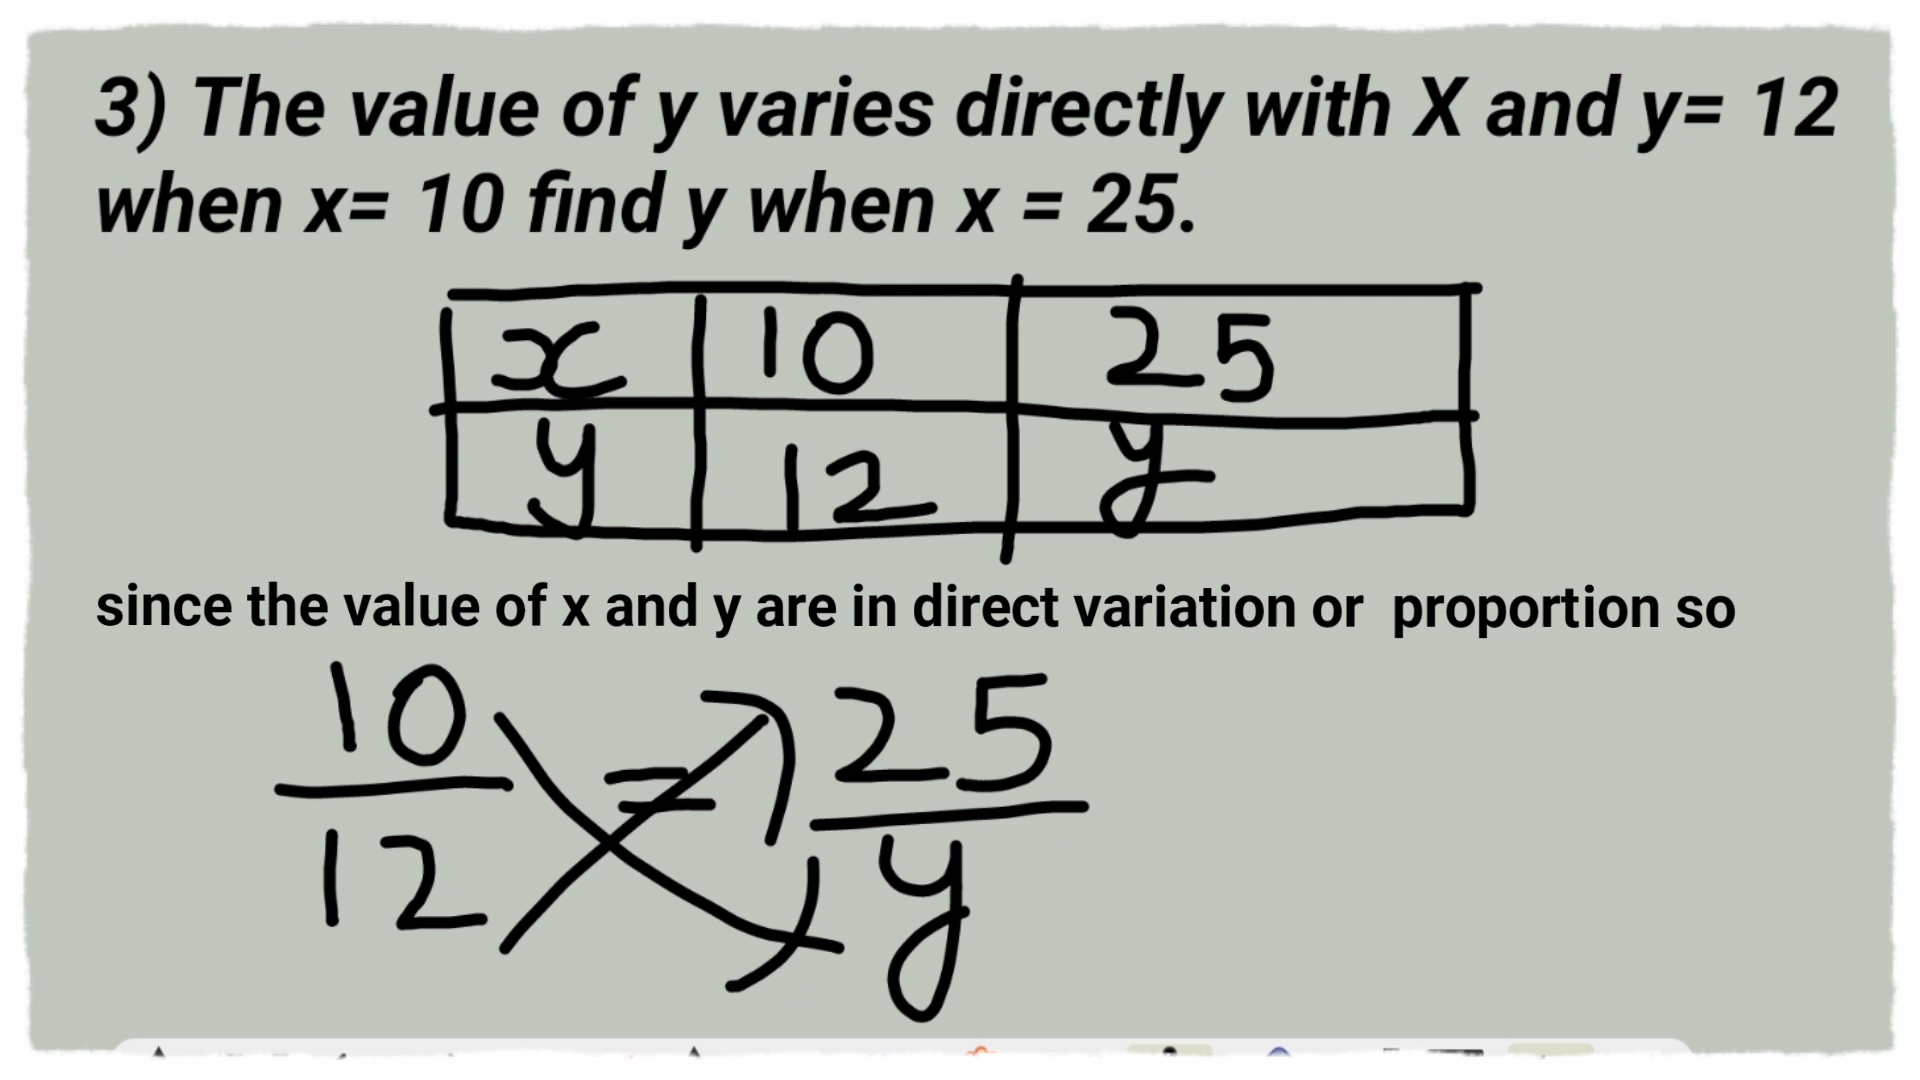 3) The value of y varies directly with X and y= 12
when x= 10 find y when x = 25.
x 10 25
y 12 y
since the value of x and y are in direct variation or proportion so
10 = 25
12 y